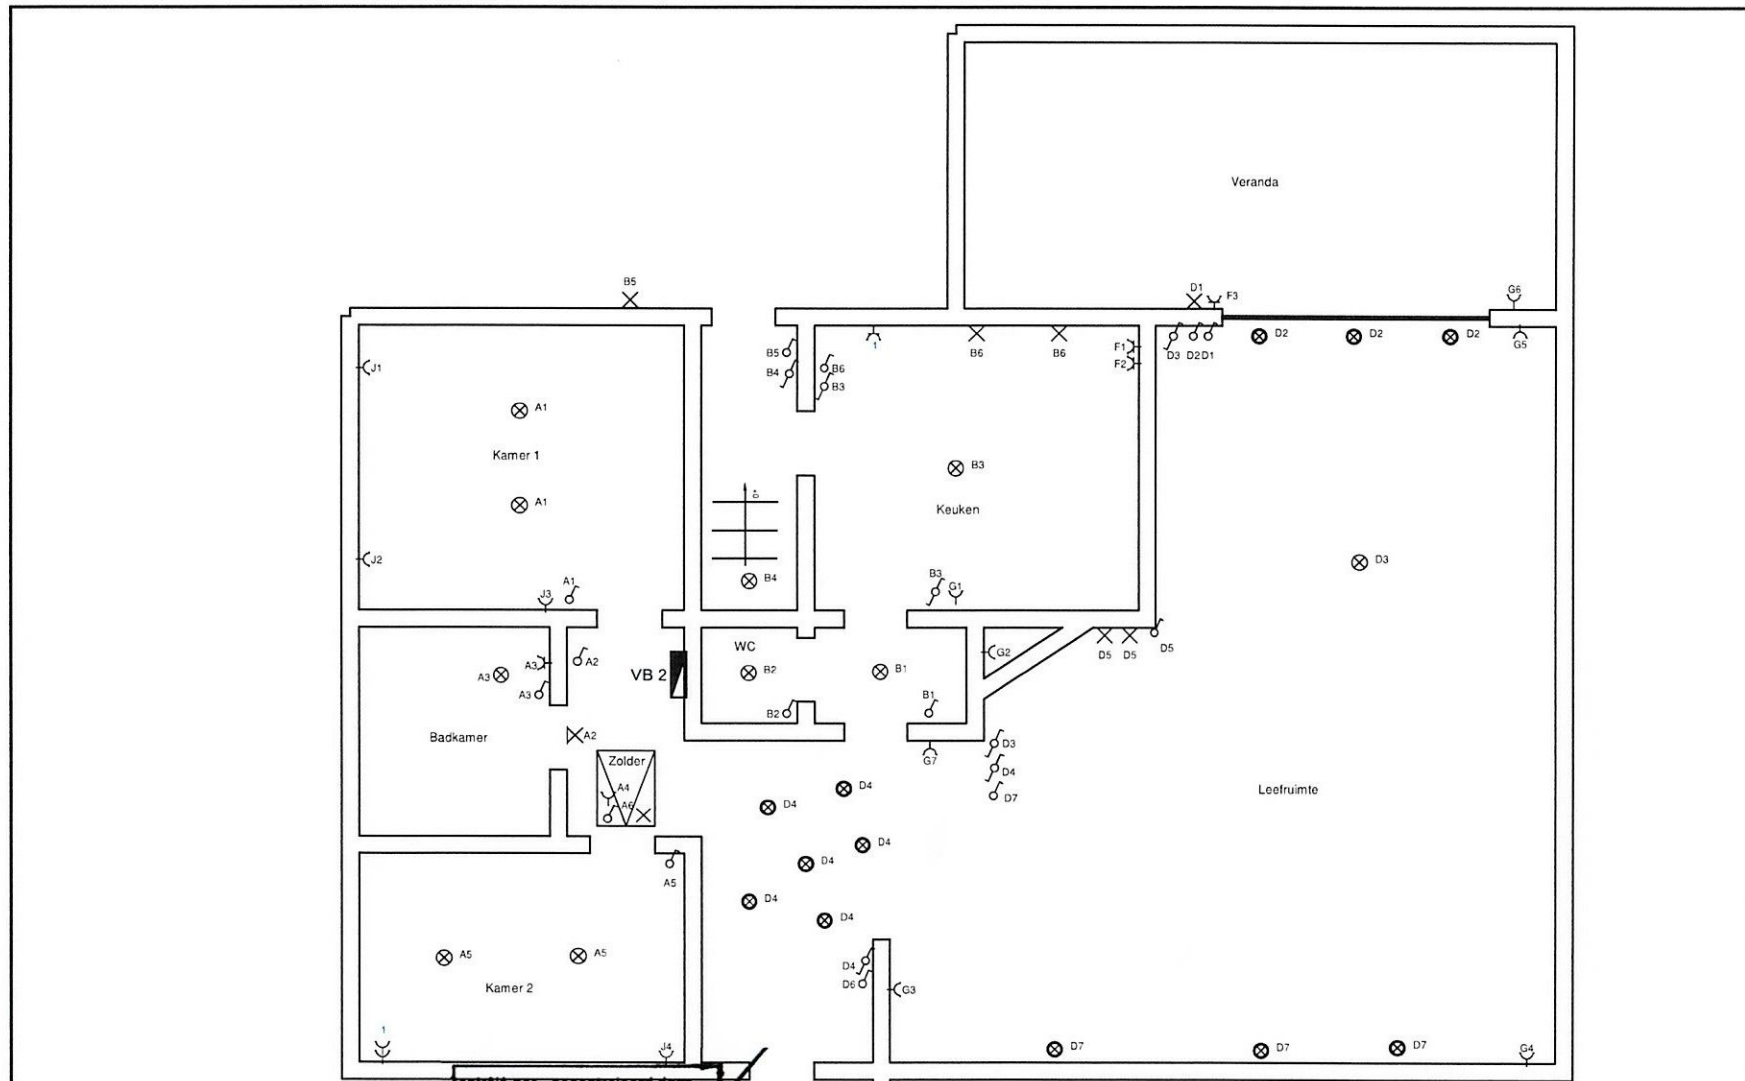 Veranda
B5
D1
F3
G6
B5
B4
B6
B3
1
B6
B6
F1
F2
D3
D2
D1
D2
D2
D2
G5
J1
A1
Kamer 1
A1
B3
Keuken
J2
J3
A1
B4
B3
G1
D3
WC
A3
A3
A3
A2
VB 2
B2
B1
G2
D5
D5
D5
B2
B1
Badkamer
A2
Zolder
A4
A6
G7
D3
D4
D7
Leefruimte
D4
D4
D4
D4
D4
D4
A5
A5
A5
Kamer 2
D4
D6
G3
1
J4
D7
D7
D7
G4